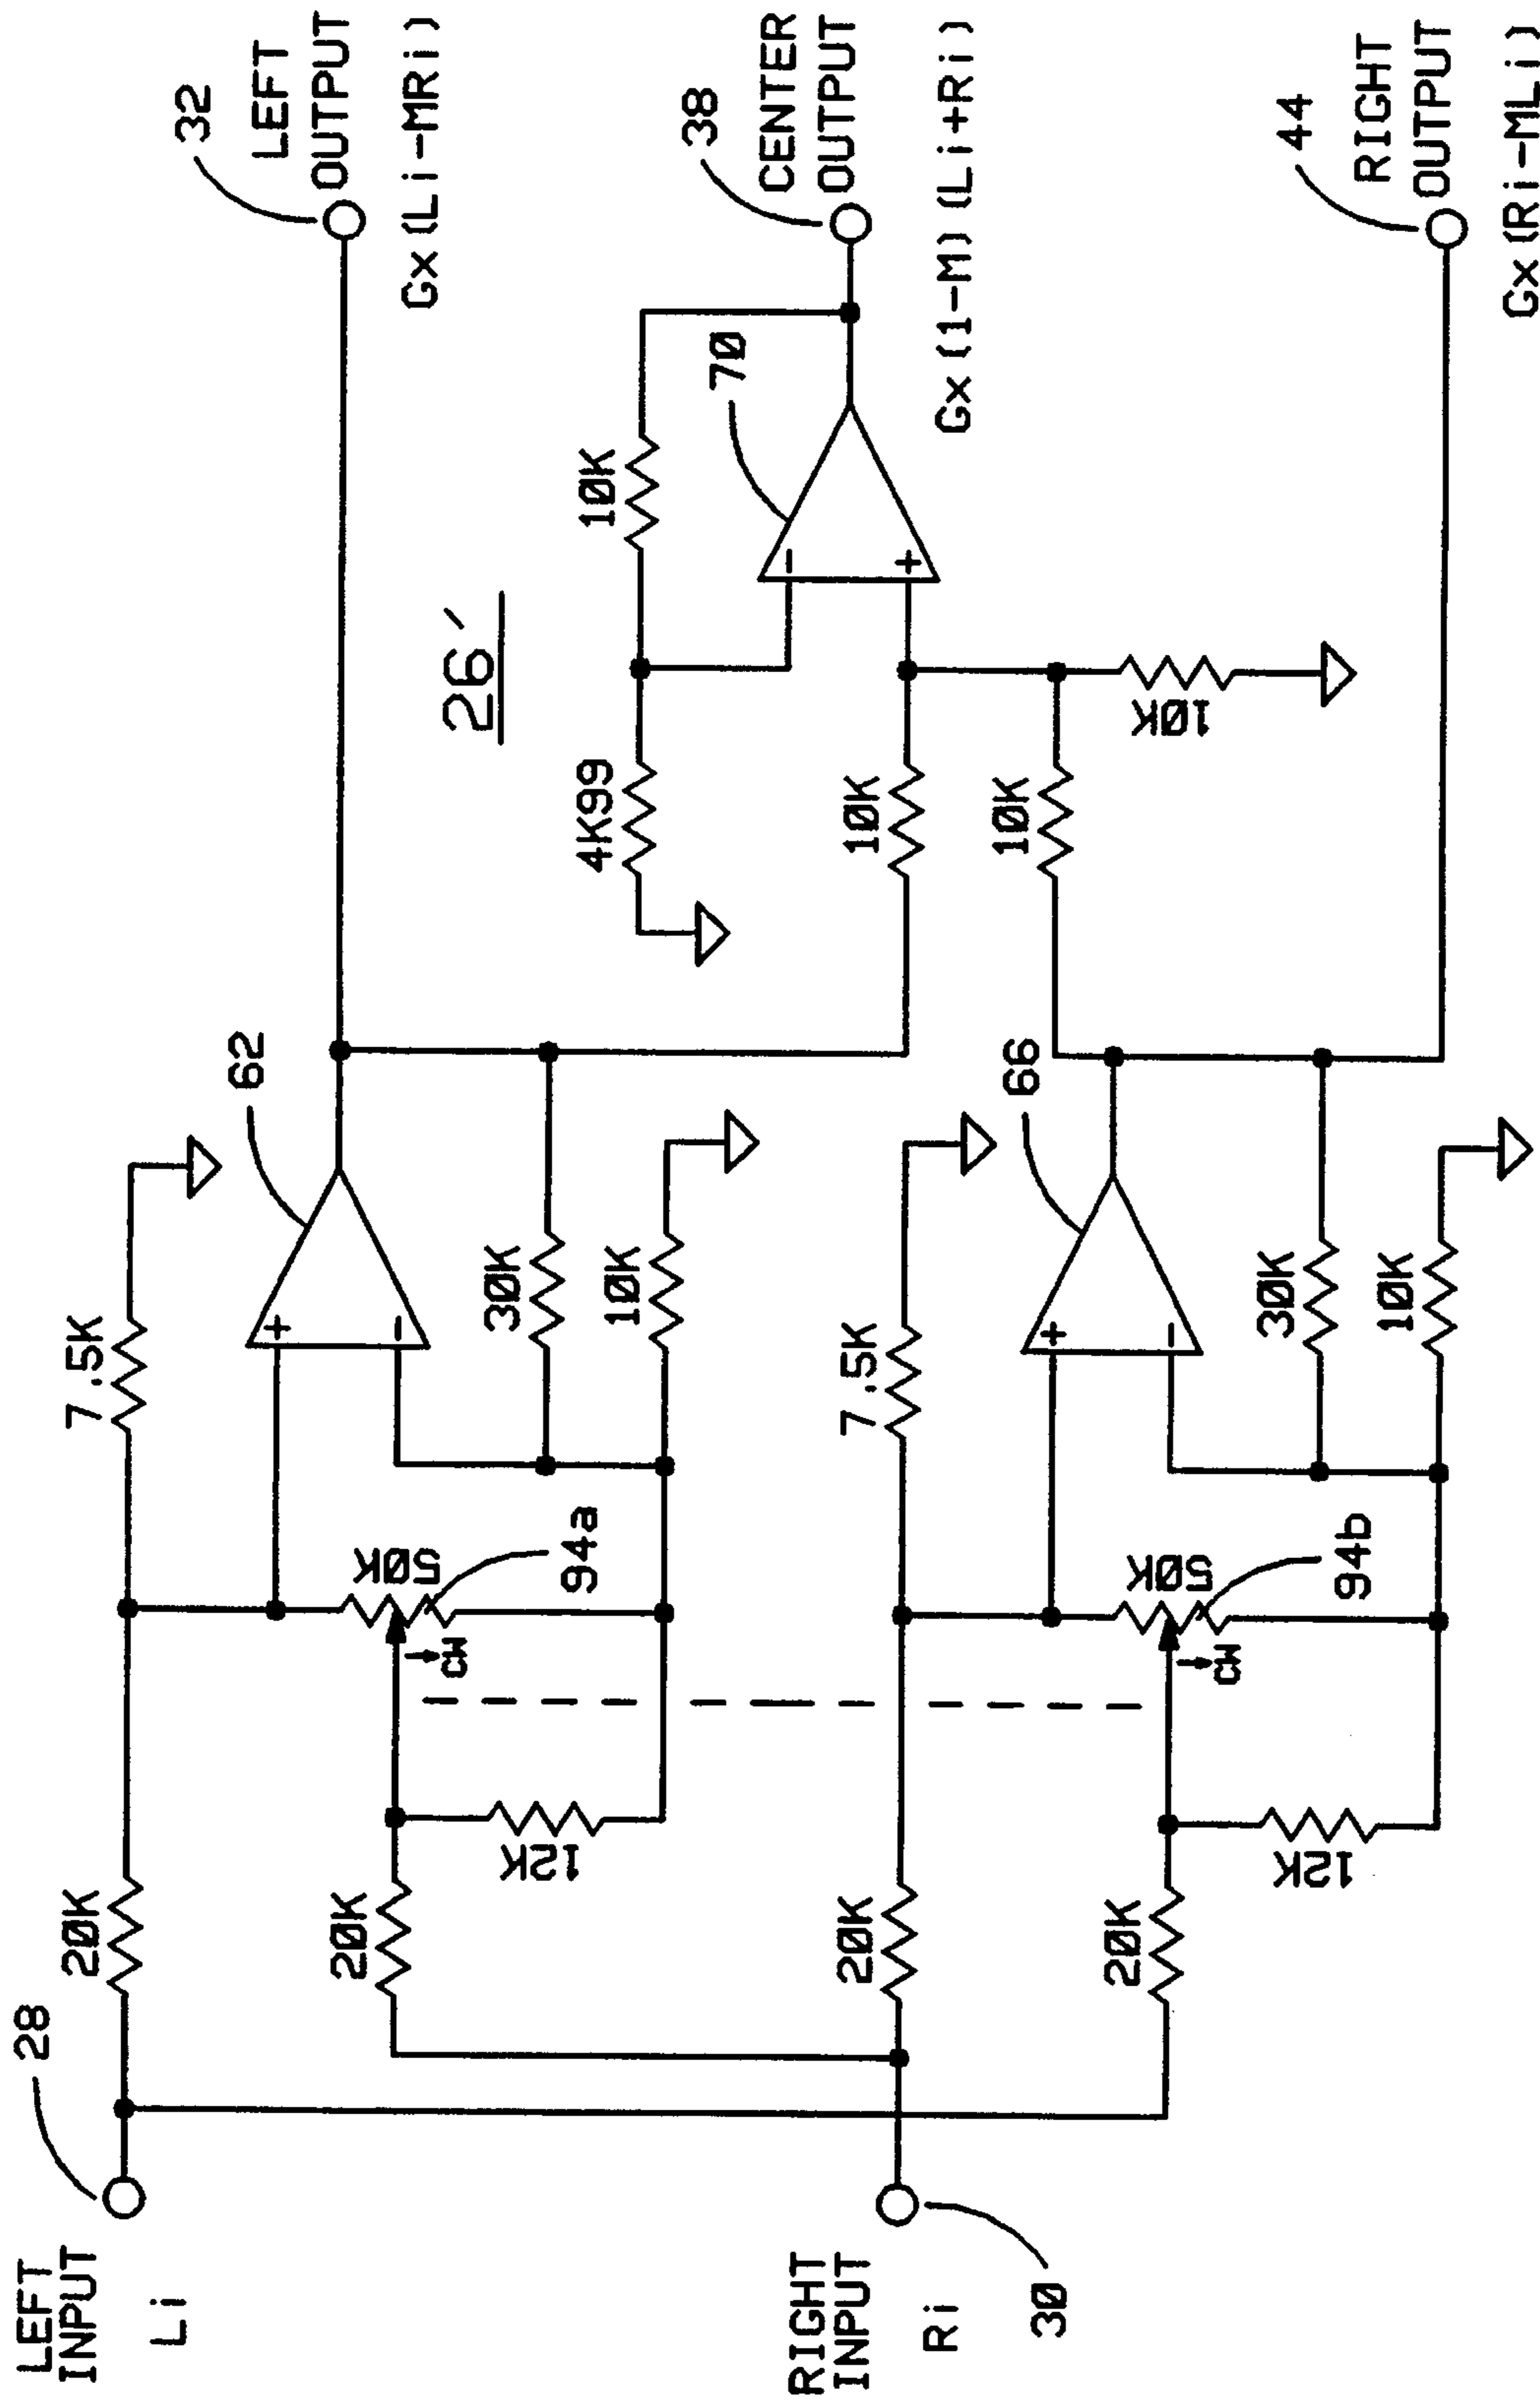 28
LEFT
INPUT
Li
20K
7.5K
62
32
LEFT
OUTPUT
Gx(Li-MRi)
20K
12K
CW
50K
94a
30K
10K
26'
4K99
10K
70
38
CENTER
OUTPUT
Gx(1-M)(Li+Ri)
10K
10K
10K
RIGHT
INPUT
Ri
30
20K
7.5K
66
20K
12K
CW
50K
94b
30K
10K
44
RIGHT
OUTPUT
Gx(Ri-MLi)
+
-
-
+
+
-